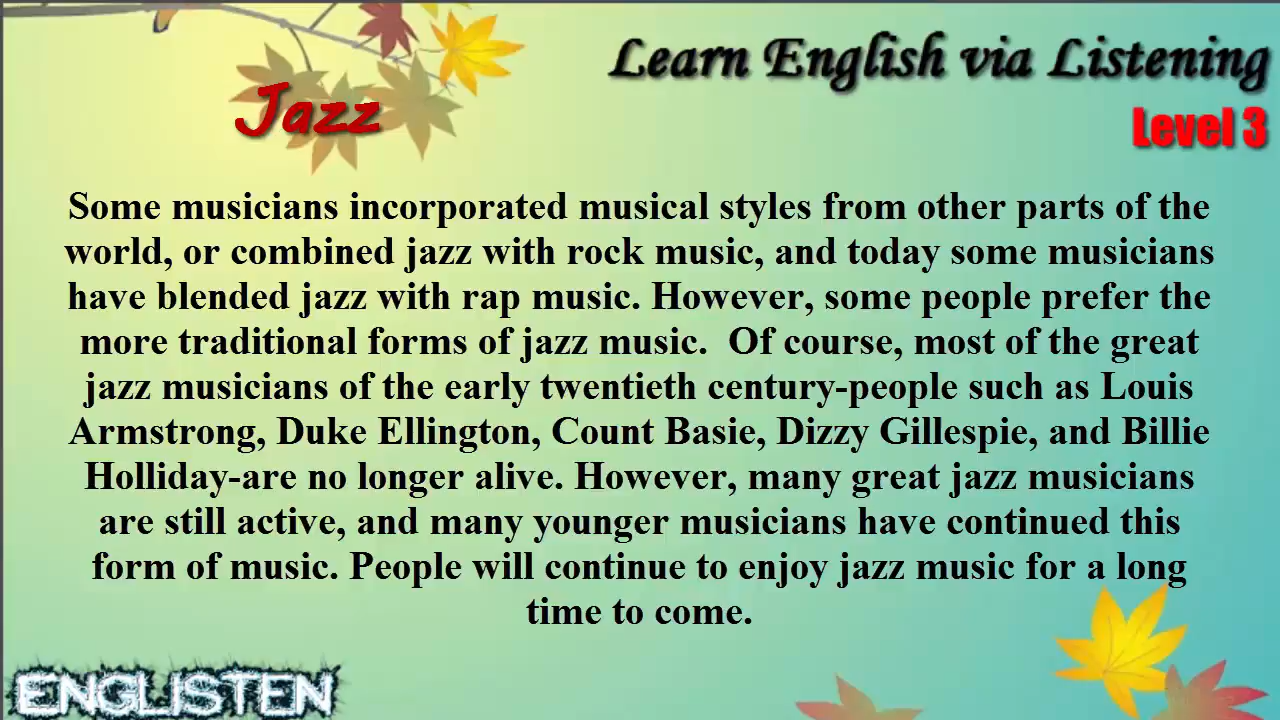 Learn English via Listening
Jazz
Level 3
Some musicians incorporated musical styles from other parts of the
world, or combined jazz with rock music, and today some musicians
have blended jazz with rap music. However, some people prefer the
more traditional forms of jazz music.  Of course, most of the great
jazz musicians of the early twentieth century-people such as Louis
Armstrong, Duke Ellington, Count Basie, Dizzy Gillespie, and Billie
Holliday-are no longer alive. However, many great jazz musicians
are still active, and many younger musicians have continued this
form of music. People will continue to enjoy jazz music for a long
time to come.
ENGLISTEN